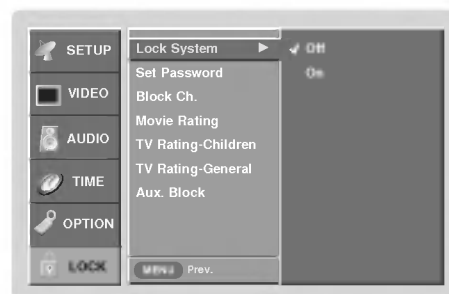 SETUP
VIDEO
AUDIO
TIME
OPTION
LOCK
Lock System
Set Password
Block Ch.
Movie Rating
TV Rating-Children
TV Rating-General
Aux. Block
MENU Prev.
Off
On